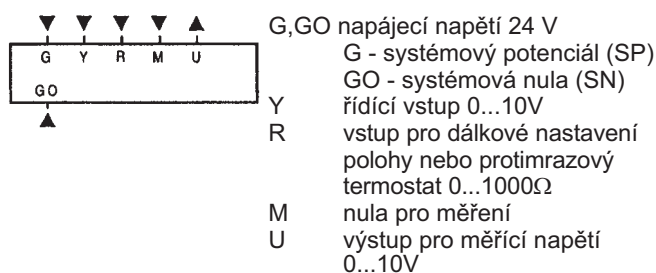 G Y R M U
GO
G,GO napájecí napětí 24 V
G - systémový potenciál (SP)
GO - systémová nula (SN)
Y řídící vstup 0...10V
R vstup pro dálkové nastavení
polohy nebo protimrazový
termostat 0...1000Ω
M nula pro měření
U výstup pro měřící napětí
0...10V